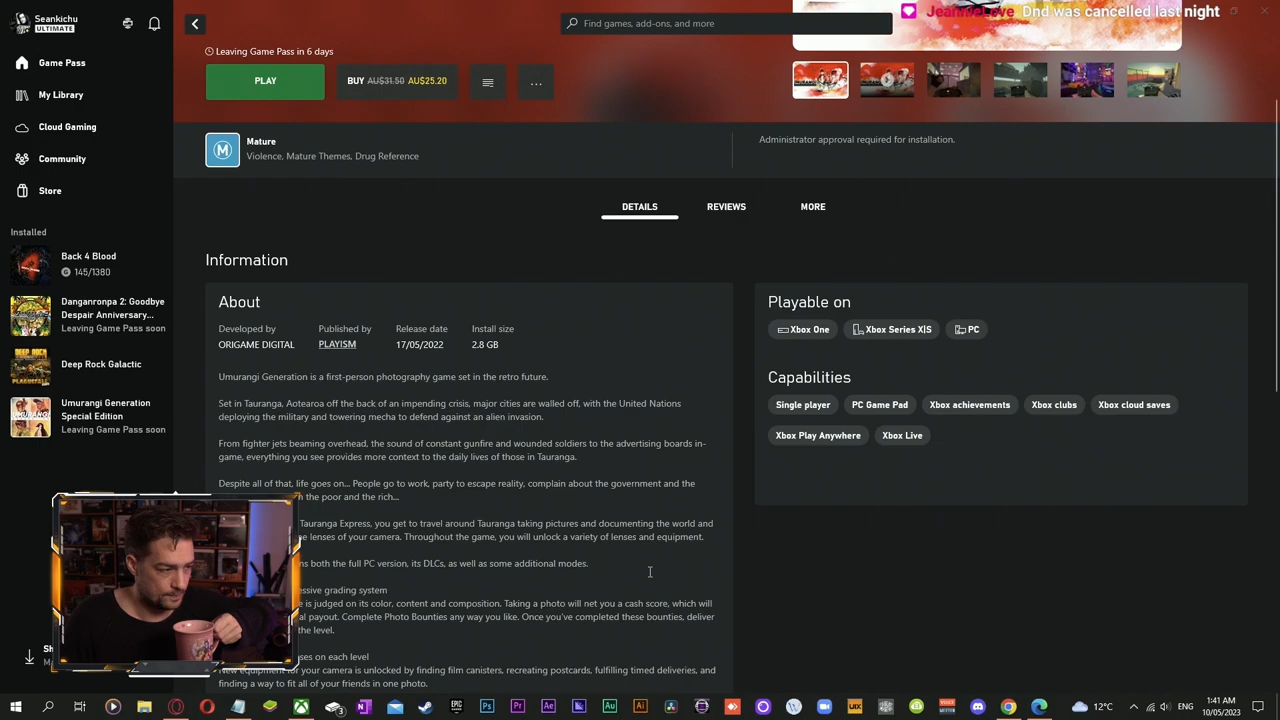 Seankichu
ULTIMATE
Find games, add-ons, and more
JeannieLove Dnd was cancelled last night
Game Pass
My Library
Cloud Gaming
Community
Store
Installed
Back 4 Blood
145/1380
Danganronpa 2: Goodbye
Despair Anniversary...
Leaving Game Pass soon
Deep Rock Galactic
Umurangi Generation
Special Edition
Leaving Game Pass soon
Leaving Game Pass in 6 days
PLAY
BUY AU$31.50 AU$25.20
...
M
Mature
Violence, Mature Themes, Drug Reference
Administrator approval required for installation.
DETAILS
REVIEWS
MORE
Information
About
Developed by
ORIGAME DIGITAL
Published by
PLAYISM
Release date
17/05/2022
Install size
2.8 GB
Umurangi Generation is a first-person photography game set in the retro future.
Set in Tauranga, Aotearoa off the back of an impending crisis, major cities are walled off, with the United Nations
deploying the military and towering mecha to defend against an alien invasion.
From fighter jets beaming overhead, the sound of constant gunfire and wounded soldiers to the advertising boards in-
game, everything you see provides more context to the daily lives of those in Tauranga.
Despite all of that, life goes on... People go to work, party to escape reality, complain about the government and the
the poor and the rich...
Tauranga Express, you get to travel around Tauranga taking pictures and documenting the world and
lenses of your camera. Throughout the game, you will unlock a variety of lenses and equipment.
both the full PC version, its DLCs, as well as some additional modes.
grading system
is judged on its color, content and composition. Taking a photo will net you a cash score, which will
payout. Complete Photo Bounties any way you like. Once you've completed these bounties, deliver
the level.
on each level
New equipment for your camera is unlocked by finding film canisters, recreating postcards, fulfilling timed deliveries, and
finding a way to fit all of your friends in one photo.
Playable on
Xbox One
Xbox Series X|S
PC
Capabilities
Single player
PC Game Pad
Xbox achievements
Xbox clubs
Xbox cloud saves
Xbox Play Anywhere
Xbox Live
12°C
ENG
1:41 AM
10/05/2023